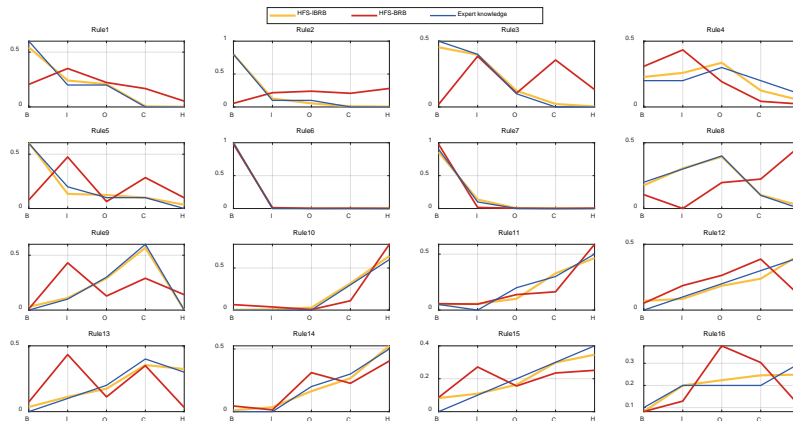 HFS-IBRB HFS-BRB Expert knowledge
Rule1 Rule2 Rule3 Rule4
0.5 1 0.5 0.5
0.5
0 0 0 0
B I O C H B I O C H B I O C H B I O C H
Rule5 Rule6 Rule7 Rule8
0.5 1 1 0.5
0.5 0.5
0 0 0 0
B I O C H B I O C H B I O C H B I O C H
Rule9 Rule10 Rule11 Rule12
0.5 0.5 0.5 0.5
0 0 0 0
B I O C H B I O C H B I O C H B I O C H
Rule13 Rule14 Rule15 Rule16
0.5 0.5 0.4 0.3
0.2 0.2
0 0 0 0.1
B I O C H B I O C H B I O C H B I O C H